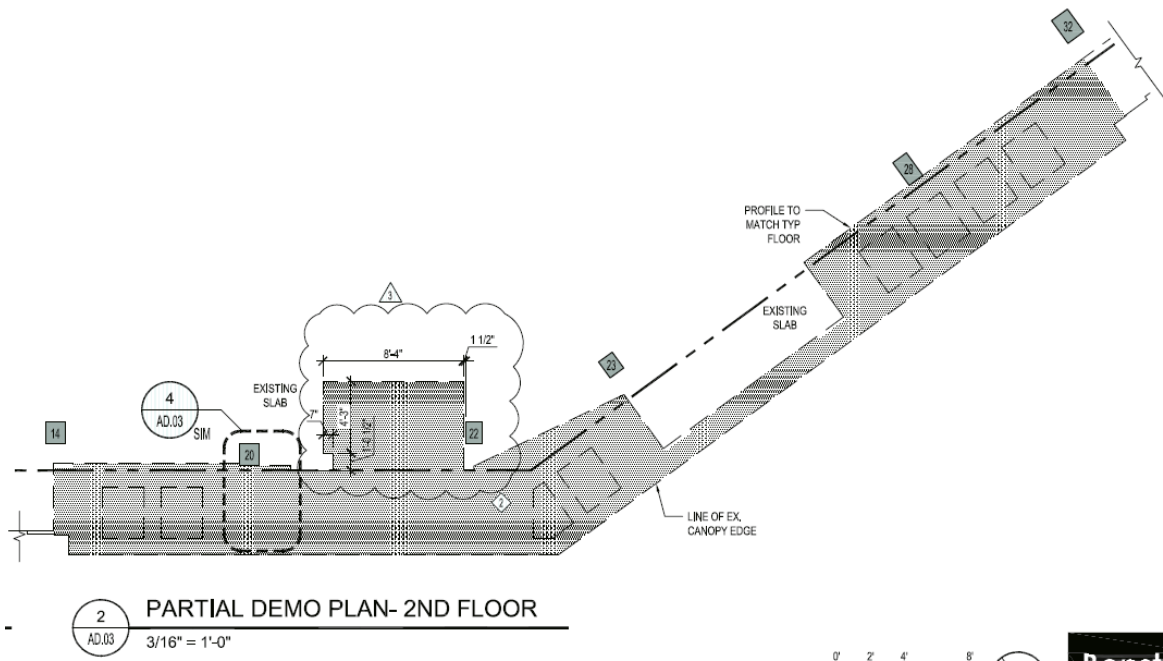 32
28
PROFILE TO
MATCH TYP
FLOOR
3
EXISTING
SLAB
1 1/2"
8'-4"
23
EXISTING
SLAB
4
AD.03
SIM
7"
4'-3"
1'-0 1/2"
14
20
22
2
LINE OF EX.
CANOPY EDGE
2
AD.03
PARTIAL DEMO PLAN- 2ND FLOOR
3/16" = 1'-0"
0' 2' 4' 8'